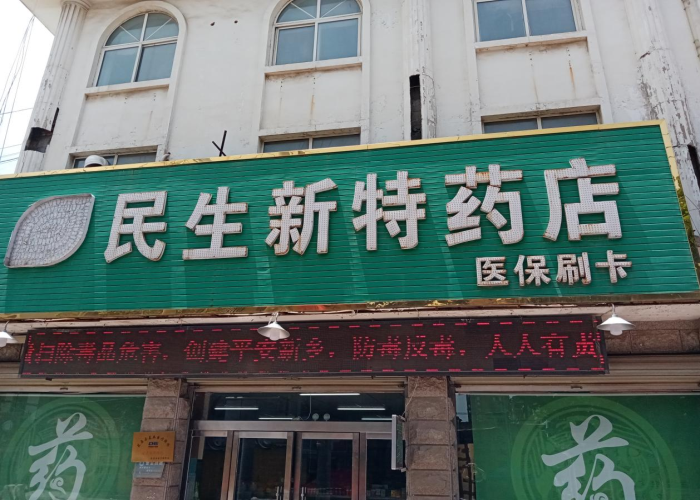 民生新特药店
医保刷卡
扫除毒品危害，创建平安新乡，防毒反毒，人人有责
药
药